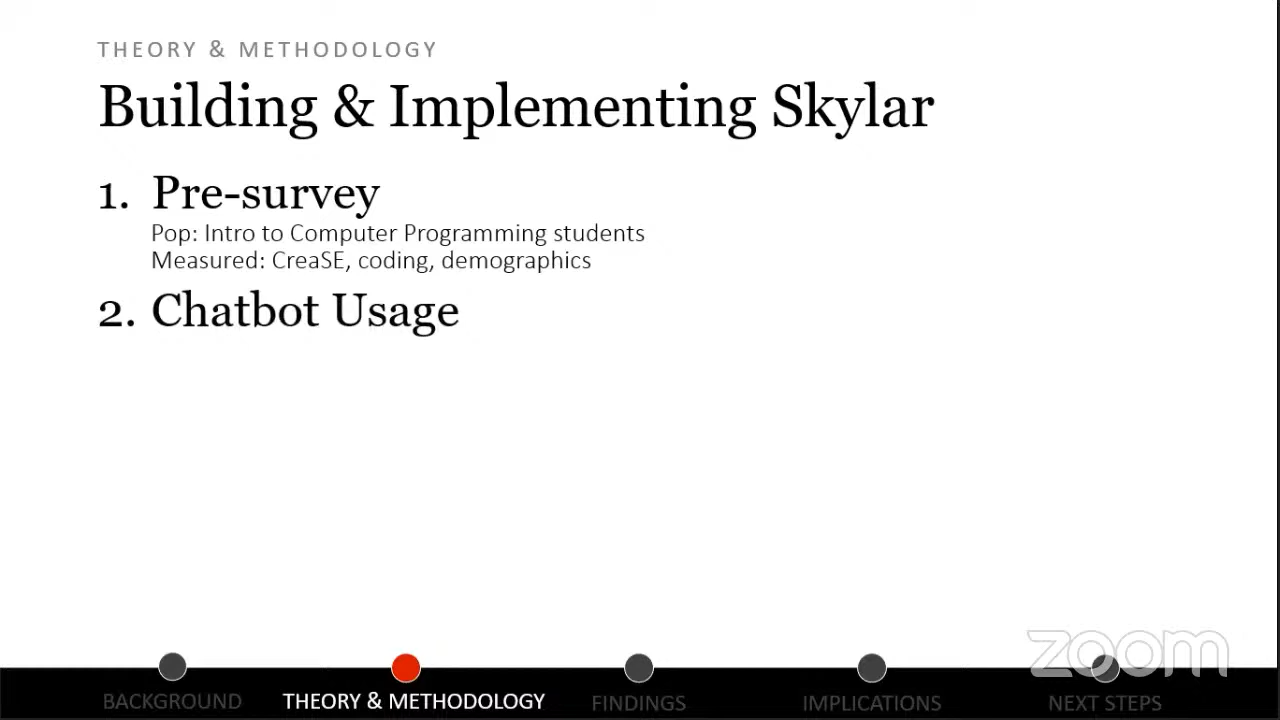 THEORY & METHODOLOGY
Building & Implementing Skylar
1. Pre-survey
Pop: Intro to Computer Programming students
Measured: CreaSE, coding, demographics
2. Chatbot Usage
zoom
BACKGROUND
THEORY & METHODOLOGY
FINDINGS
IMPLICATIONS
NEXT STEPS